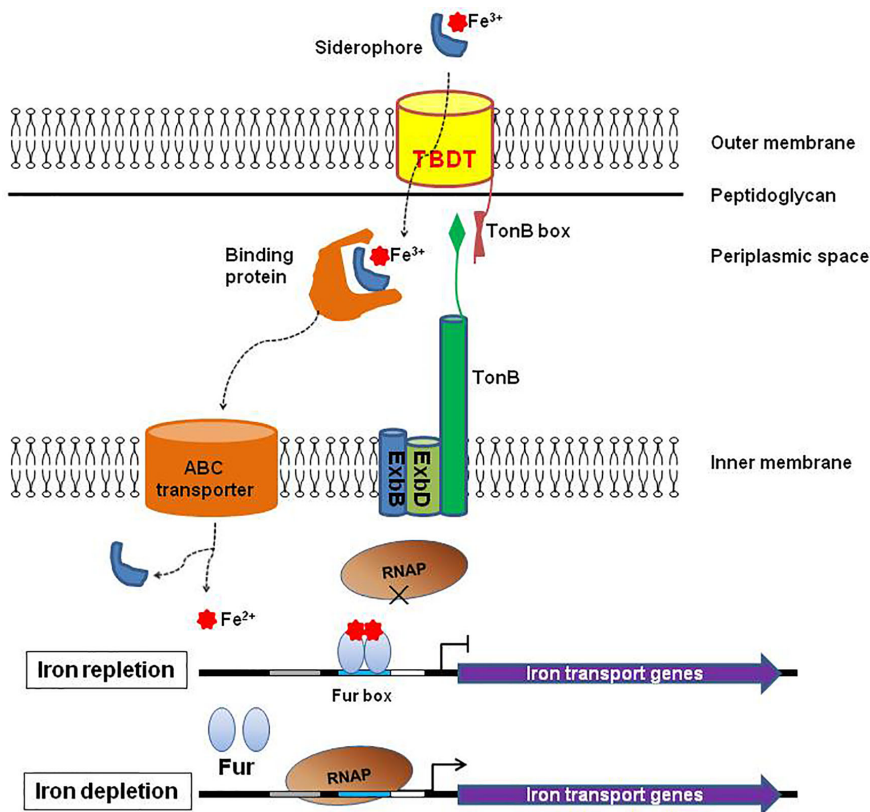 Fe³⁺
Siderophore
TBDT
Outer membrane
Peptidoglycan
TonB box
Binding
protein
Fe³⁺
Periplasmic space
TonB
ABC
transporter
ExbB
ExbD
Inner membrane
RNAP
Fe²⁺
Iron repletion
Iron transport genes
Fur box
Fur
RNAP
Iron depletion
Iron transport genes